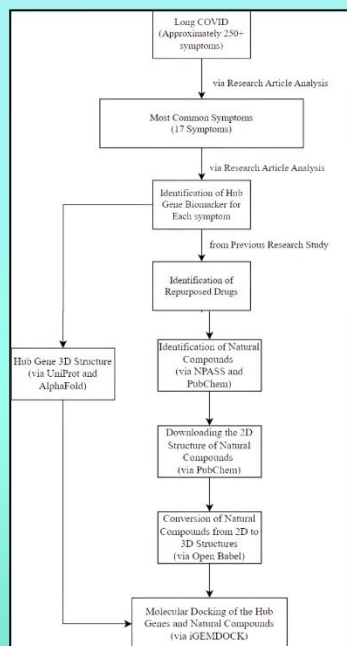 Long COVID
(Approximately 250+
symptoms)
via Research Article Analysis
Most Common Symptoms
(17 Symptoms)
via Research Article Analysis
Identification of Hub
Gene Biomarker for
Each symptom
from Previous Research Study
Identification of
Repurposed Drugs
Hub Gene 3D Structure
(via UniProt and
AlphaFold)
Identification of Natural
Compounds
(via NPASS and
PubChem)
Downloading the 2D
Structure of Natural
Compounds
(via PubChem)
Conversion of Natural
Compounds from 2D to
3D Structures
(via Open Babel)
Molecular Docking of the Hub
Genes and Natural Compounds
(via iGEMDOCK)